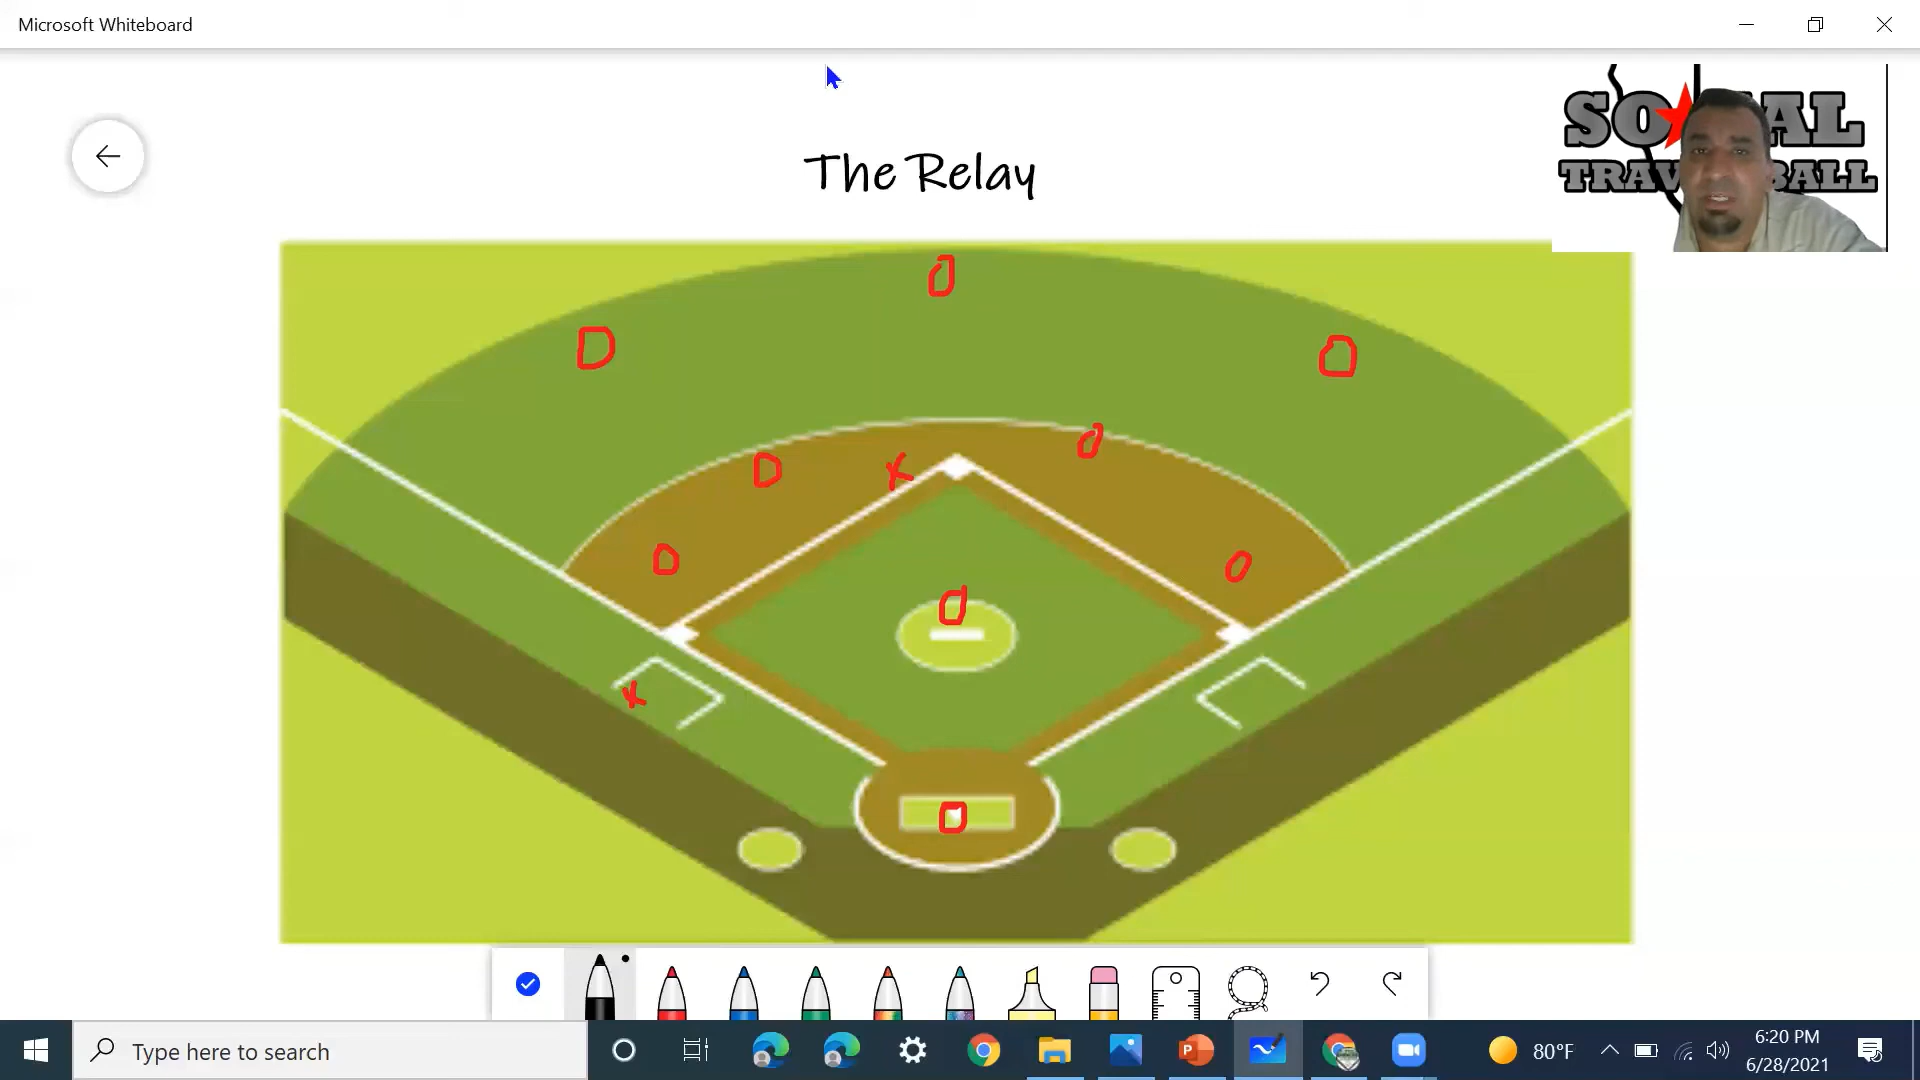 Microsoft Whiteboard
The Relay
Type here to search
80°F
6:20 PM
6/28/2021